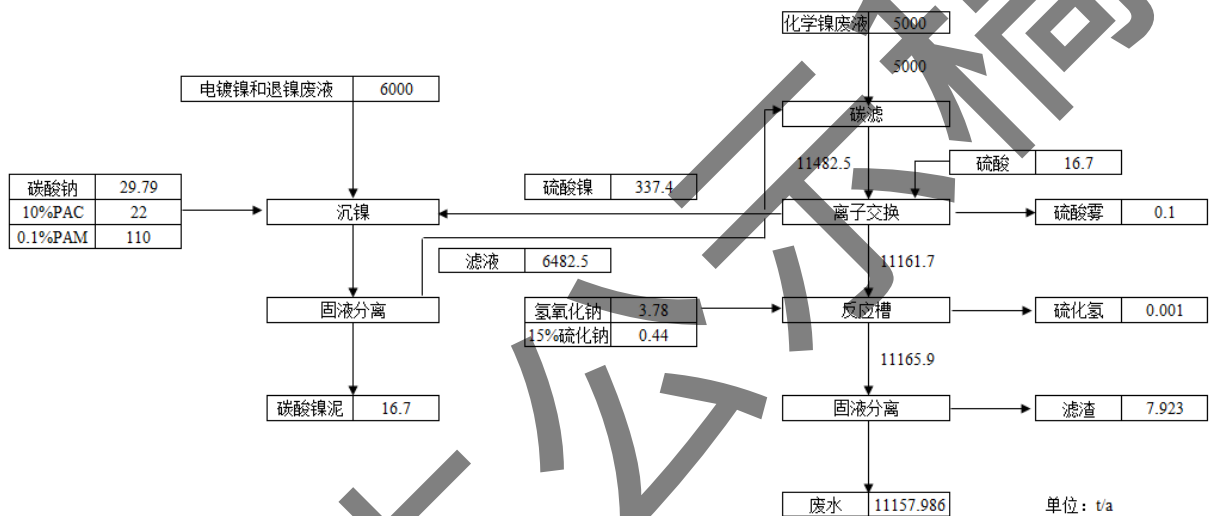 化学镍废液 5000
5000
电镀镍和退镍废液 6000
碳滤
11482.5
硫酸 16.7
碳酸钠 29.79
10%PAC 22
0.1%PAM 110
硫酸镍 337.4
沉镍
离子交换
硫酸雾 0.1
滤液 6482.5
11161.7
固液分离
氢氧化钠 3.78
15%硫化钠 0.44
反应槽
硫化氢 0.001
11165.9
碳酸镍泥 16.7
固液分离
滤渣 7.923
废水 11157.986
单位：t/a
公示稿